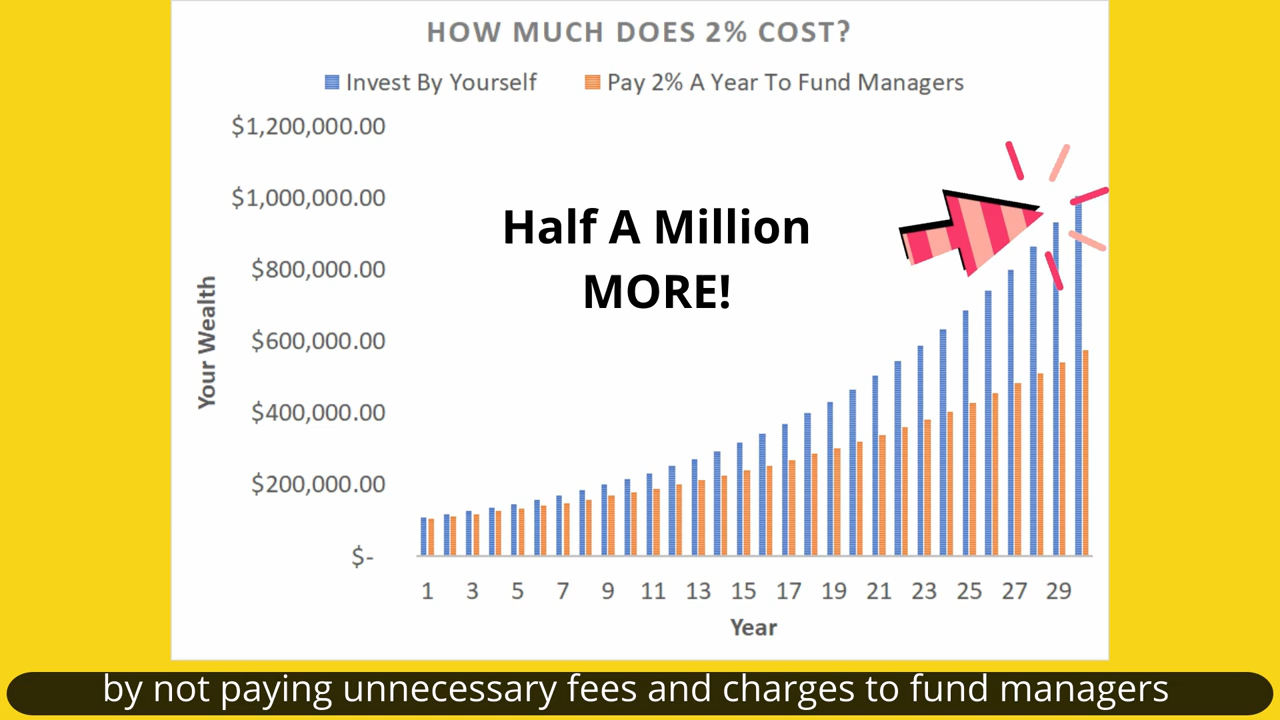 HOW MUCH DOES 2% COST?
Invest By Yourself Pay 2% A Year To Fund Managers
$1,200,000.00
$1,000,000.00
$800,000.00
$600,000.00
$400,000.00
$200,000.00
$-
Your Wealth
Half A Million
MORE!
1 3 5 7 9 11 13 15 17 19 21 23 25 27 29
Year
by not paying unnecessary fees and charges to fund managers